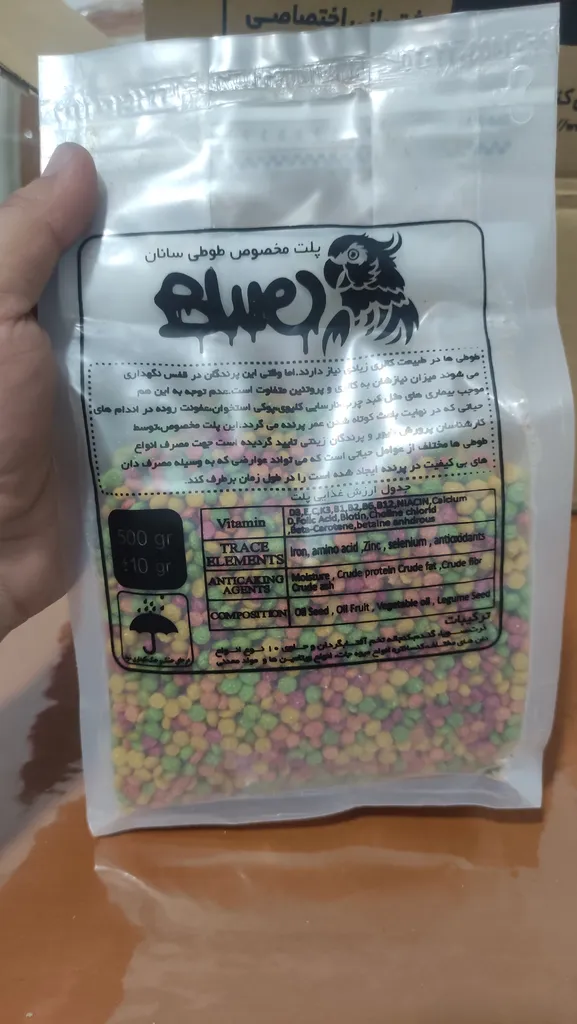 پشتیبانی اختصاصی
پلت مخصوص طوطی سانان
طوطی ها در طبیعت کالری زیادی نیاز دارند.اما وقتی این پرندگان در قفس نگهداری
می شوند میزان نیازشان به کالری و پروتئین متفاوت است.عدم توجه به این هم
موجب بیماری های مثل کبد چرب،نارسایی کلیوی،پوکی استخوان،عفونت روده در اندام های
حیاتی که در نهایت باعث کوتاه شدن عمر پرنده می گردد.این پلت مخصوص،توسط
کارشناسان پرورش طیور و پرندگان زینتی تایید گردیده است جهت مصرف انواع
طوطی ها مختلف از عوامل حیاتی است که می تواند عوارضی که به وسیله مصرف دان
های بی کیفیت در پرنده ایجاد شده است را در طول زمان برطرف کند.
جدول ارزش غذایی پلت
Vitamin
D3,E,C,K3,B1,B2,B6,B12,NIACIN,Calcium
D,Folic Acid,Biotin,Choline chlorid
,Beta-Carotene,betaine anhdrous
TRACE ELEMENTS
Iron, amino acid ,Zinc , selenium , antioxdants
ANTICAKING AGENTS
Moisture , Crude protein Crude fat ,Crude fibr
Crude ash
COMPOSITION
Oil Seed , Oil Fruit , Vegetable oil , Legume Seed
500 gr
±10 gr
ترکیبات